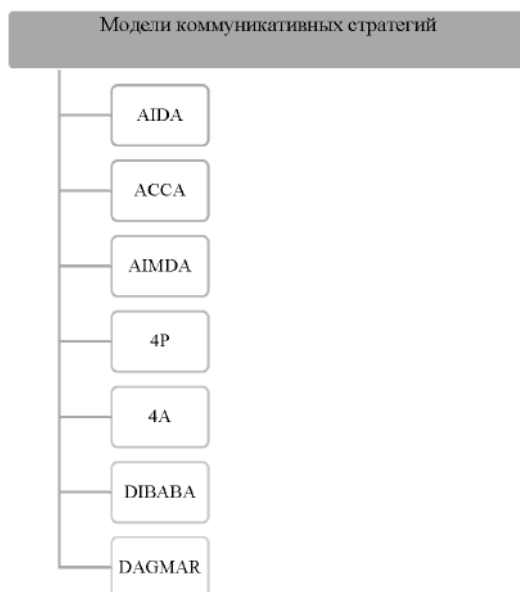 Модели коммуникативных стратегий
AIDA
ACCA
AIMDA
4P
4A
DIBABA
DAGMAR